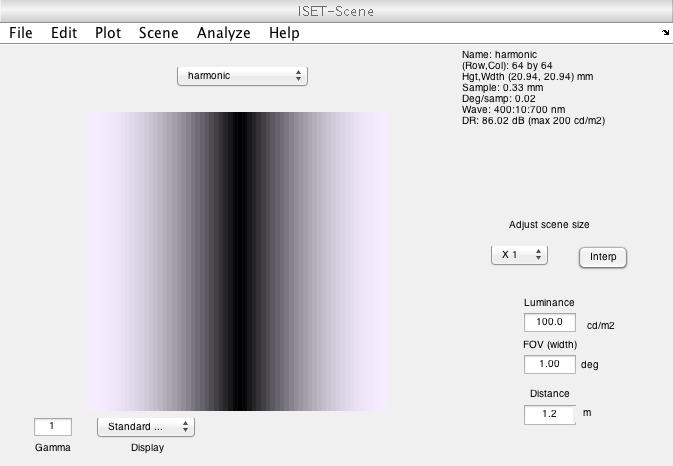 ISET-Scene
File Edit Plot Scene Analyze Help
harmonic
Name: harmonic
(Row,Col): 64 by 64
Hgt,Wdth (20.94, 20.94) mm
Sample: 0.33 mm
Deg/samp: 0.02
Wave: 400:10:700 nm
DR: 86.02 dB (max 200 cd/m2)
Adjust scene size
X 1 Interp
Luminance
100.0 cd/m2
FOV (width)
1.00 deg
Distance
1.2 m
1 Standard ...
Gamma Display